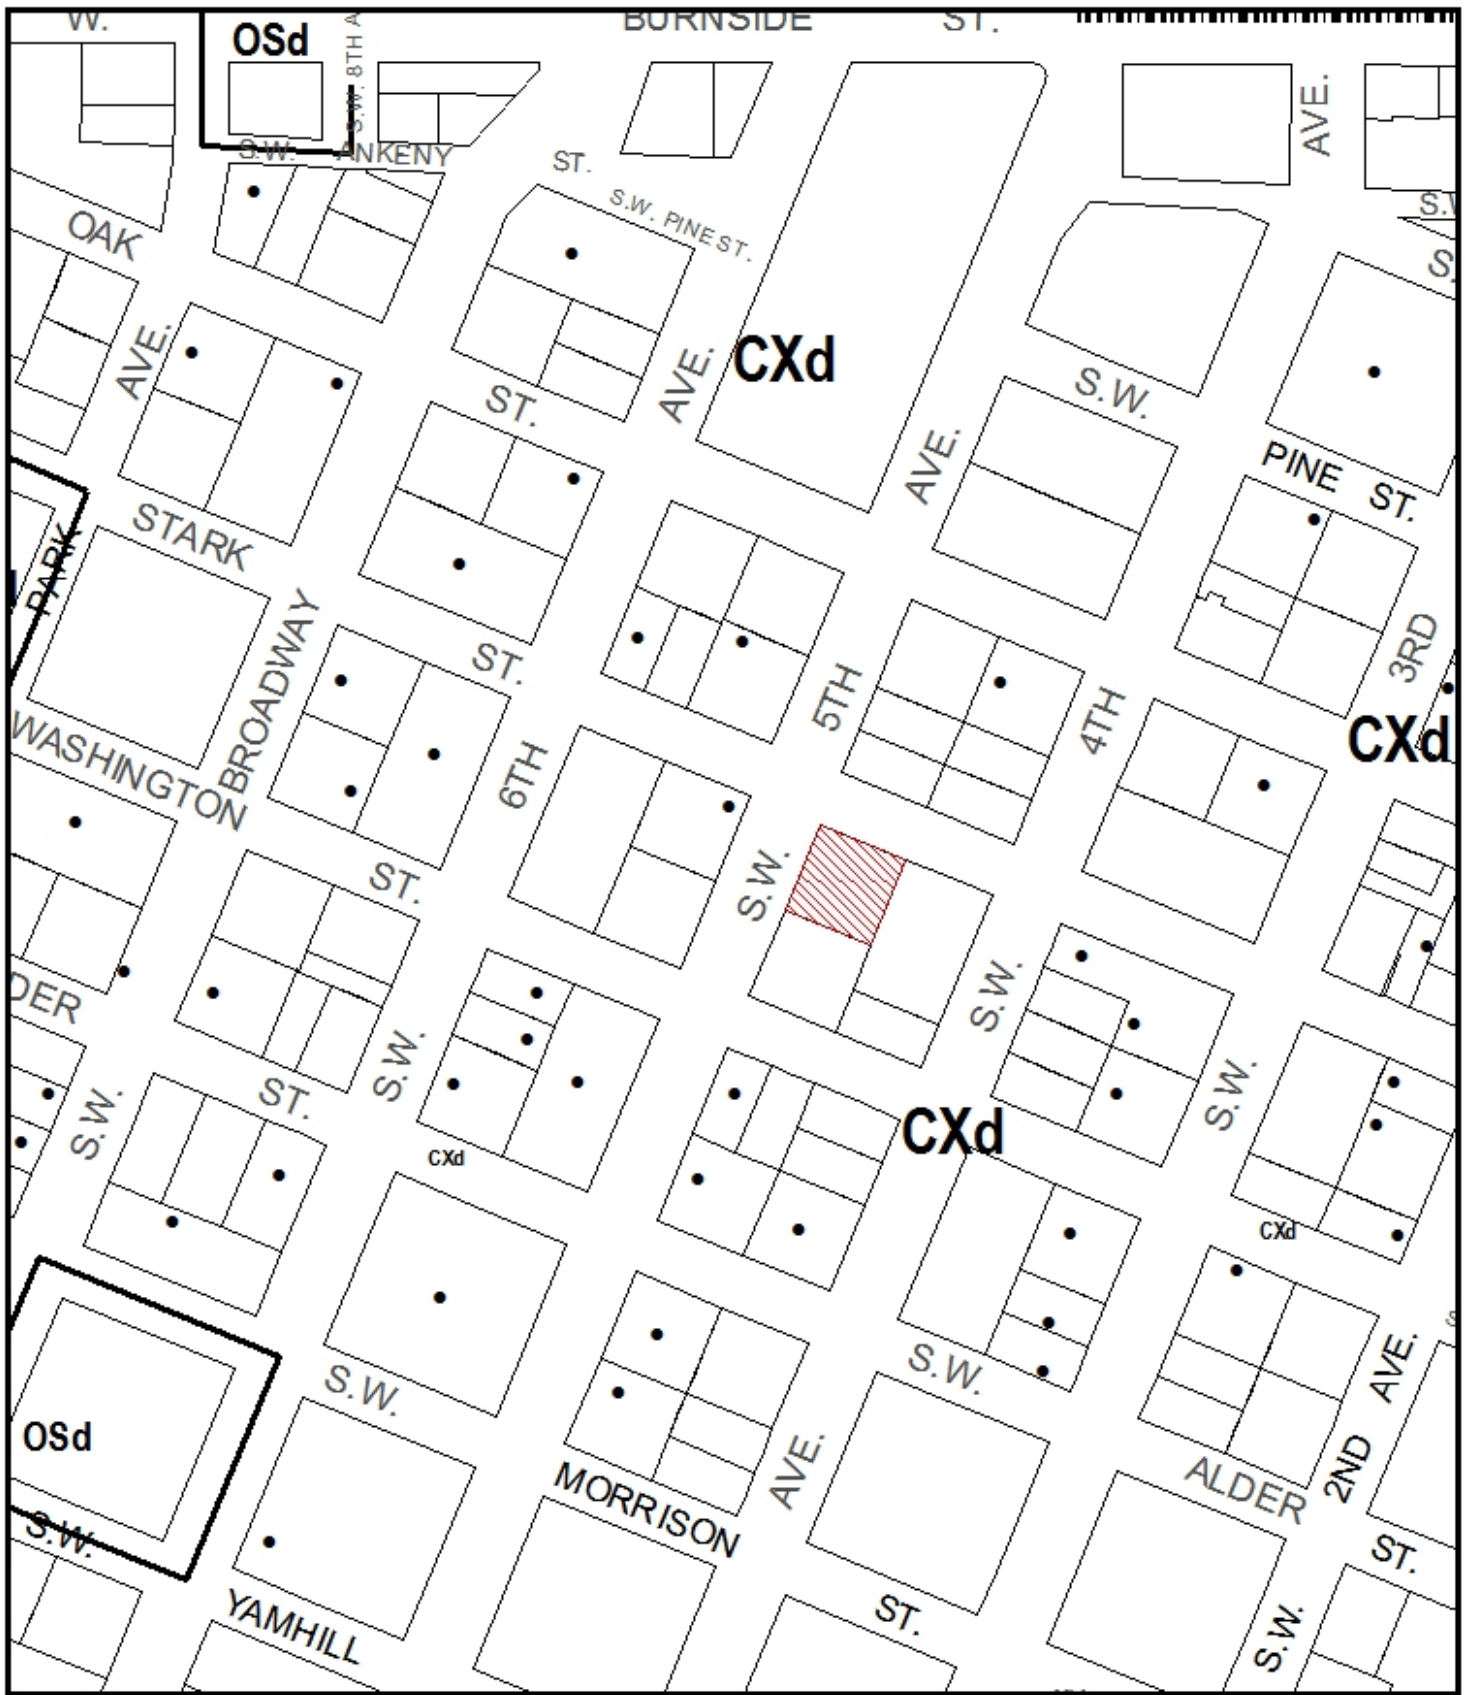 W.
BURNSIDE
ST.
OSd
S.W. 8TH A
AVE.
S.W. ANKENY
ST.
S.W. PINE ST.
S.W
S.
OAK
AVE.
ST.
AVE.
CXd
S.W.
AVE.
PINE ST.
STARK
PARK
3RD
BROADWAY
ST.
5TH
4TH
CXd
WASHINGTON
6TH
ST.
S.W.
DER
S.W.
S.W.
S.W.
ST.
S.W.
CXd
CXd
CXd
S.W.
S.W.
AVE.
OSd
AVE.
ALDER
2ND
S.W.
MORRISON
ST.
YAMHILL
ST.
S.W.